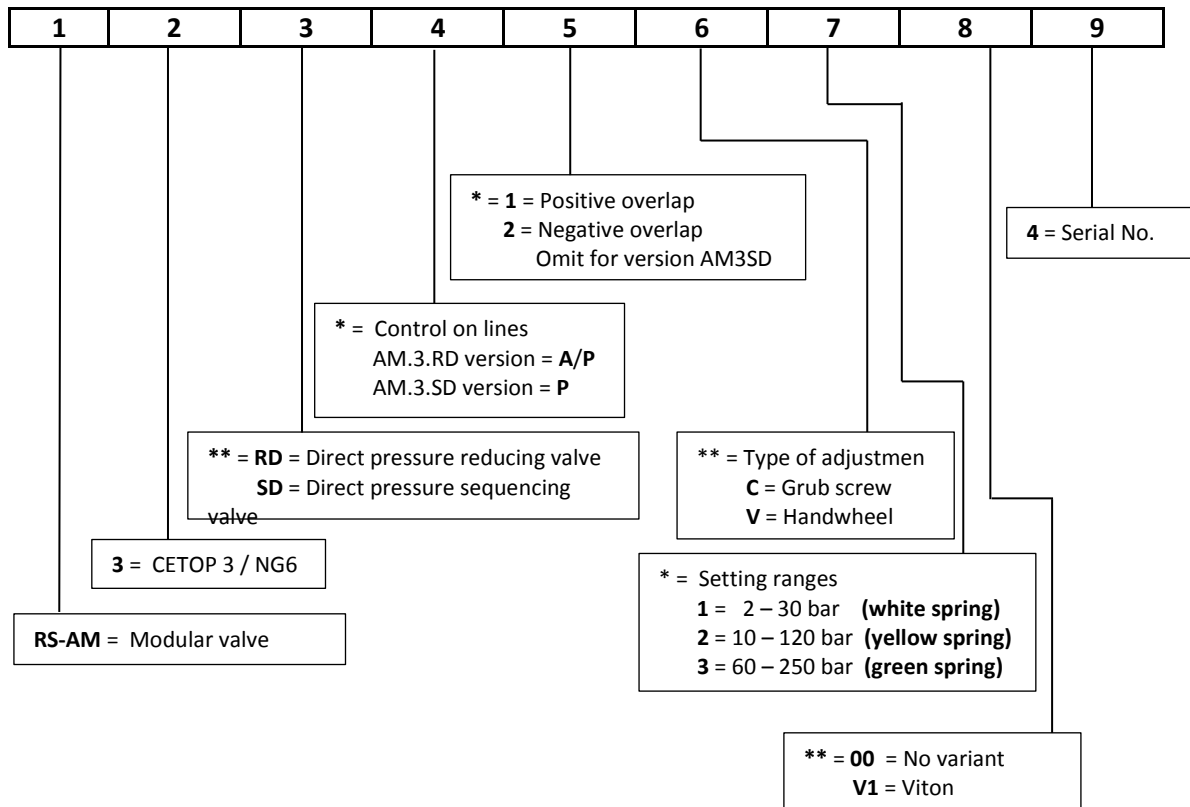 1 2 3 4 5 6 7 8 9
* = 1 = Positive overlap
2 = Negative overlap
Omit for version AM3SD
4 = Serial No.
* = Control on lines
AM.3.RD version = A/P
AM.3.SD version = P
** = RD = Direct pressure reducing valve
SD = Direct pressure sequencing
valve
** = Type of adjustmen
C = Grub screw
V = Handwheel
3 = CETOP 3 / NG6
* = Setting ranges
1 = 2 – 30 bar (white spring)
2 = 10 – 120 bar (yellow spring)
3 = 60 – 250 bar (green spring)
RS-AM = Modular valve
** = 00 = No variant
V1 = Viton